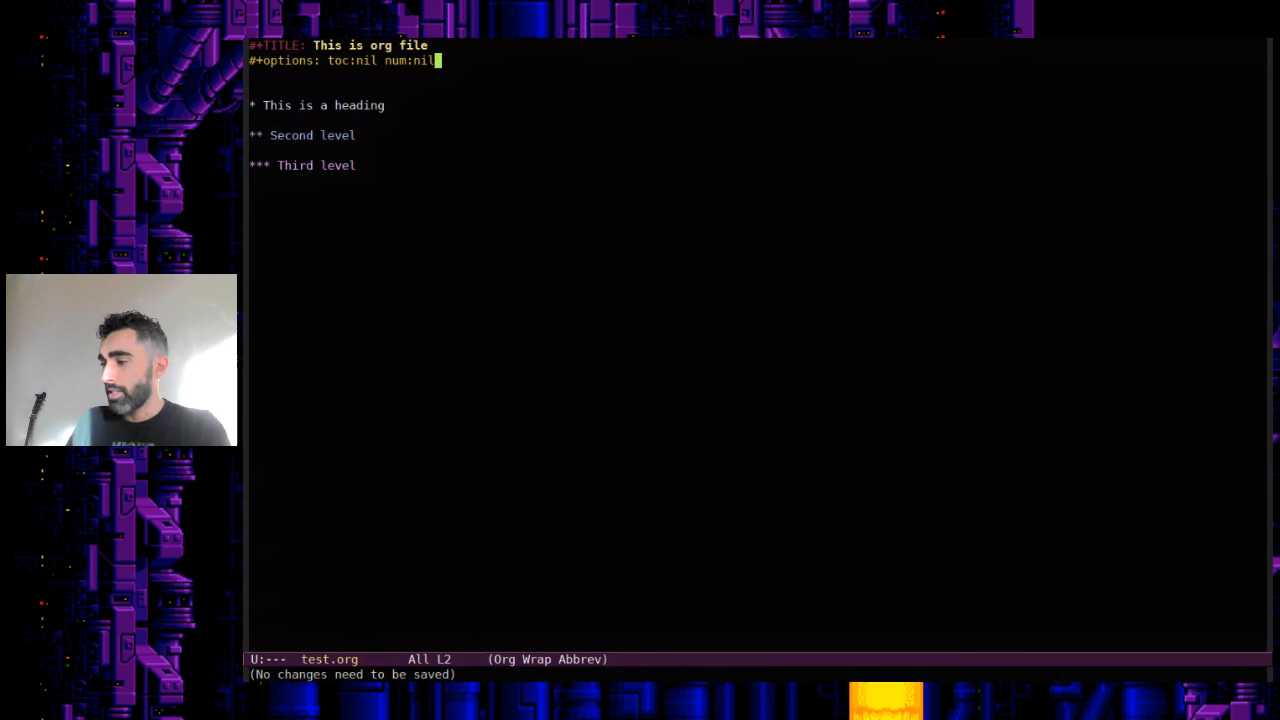 #+TITLE: This is org file
#+options: toc:nil num:nil
* This is a heading
** Second level
*** Third level
U:---  test.org       All L2     (Org Wrap Abbrev)
(No changes need to be saved)